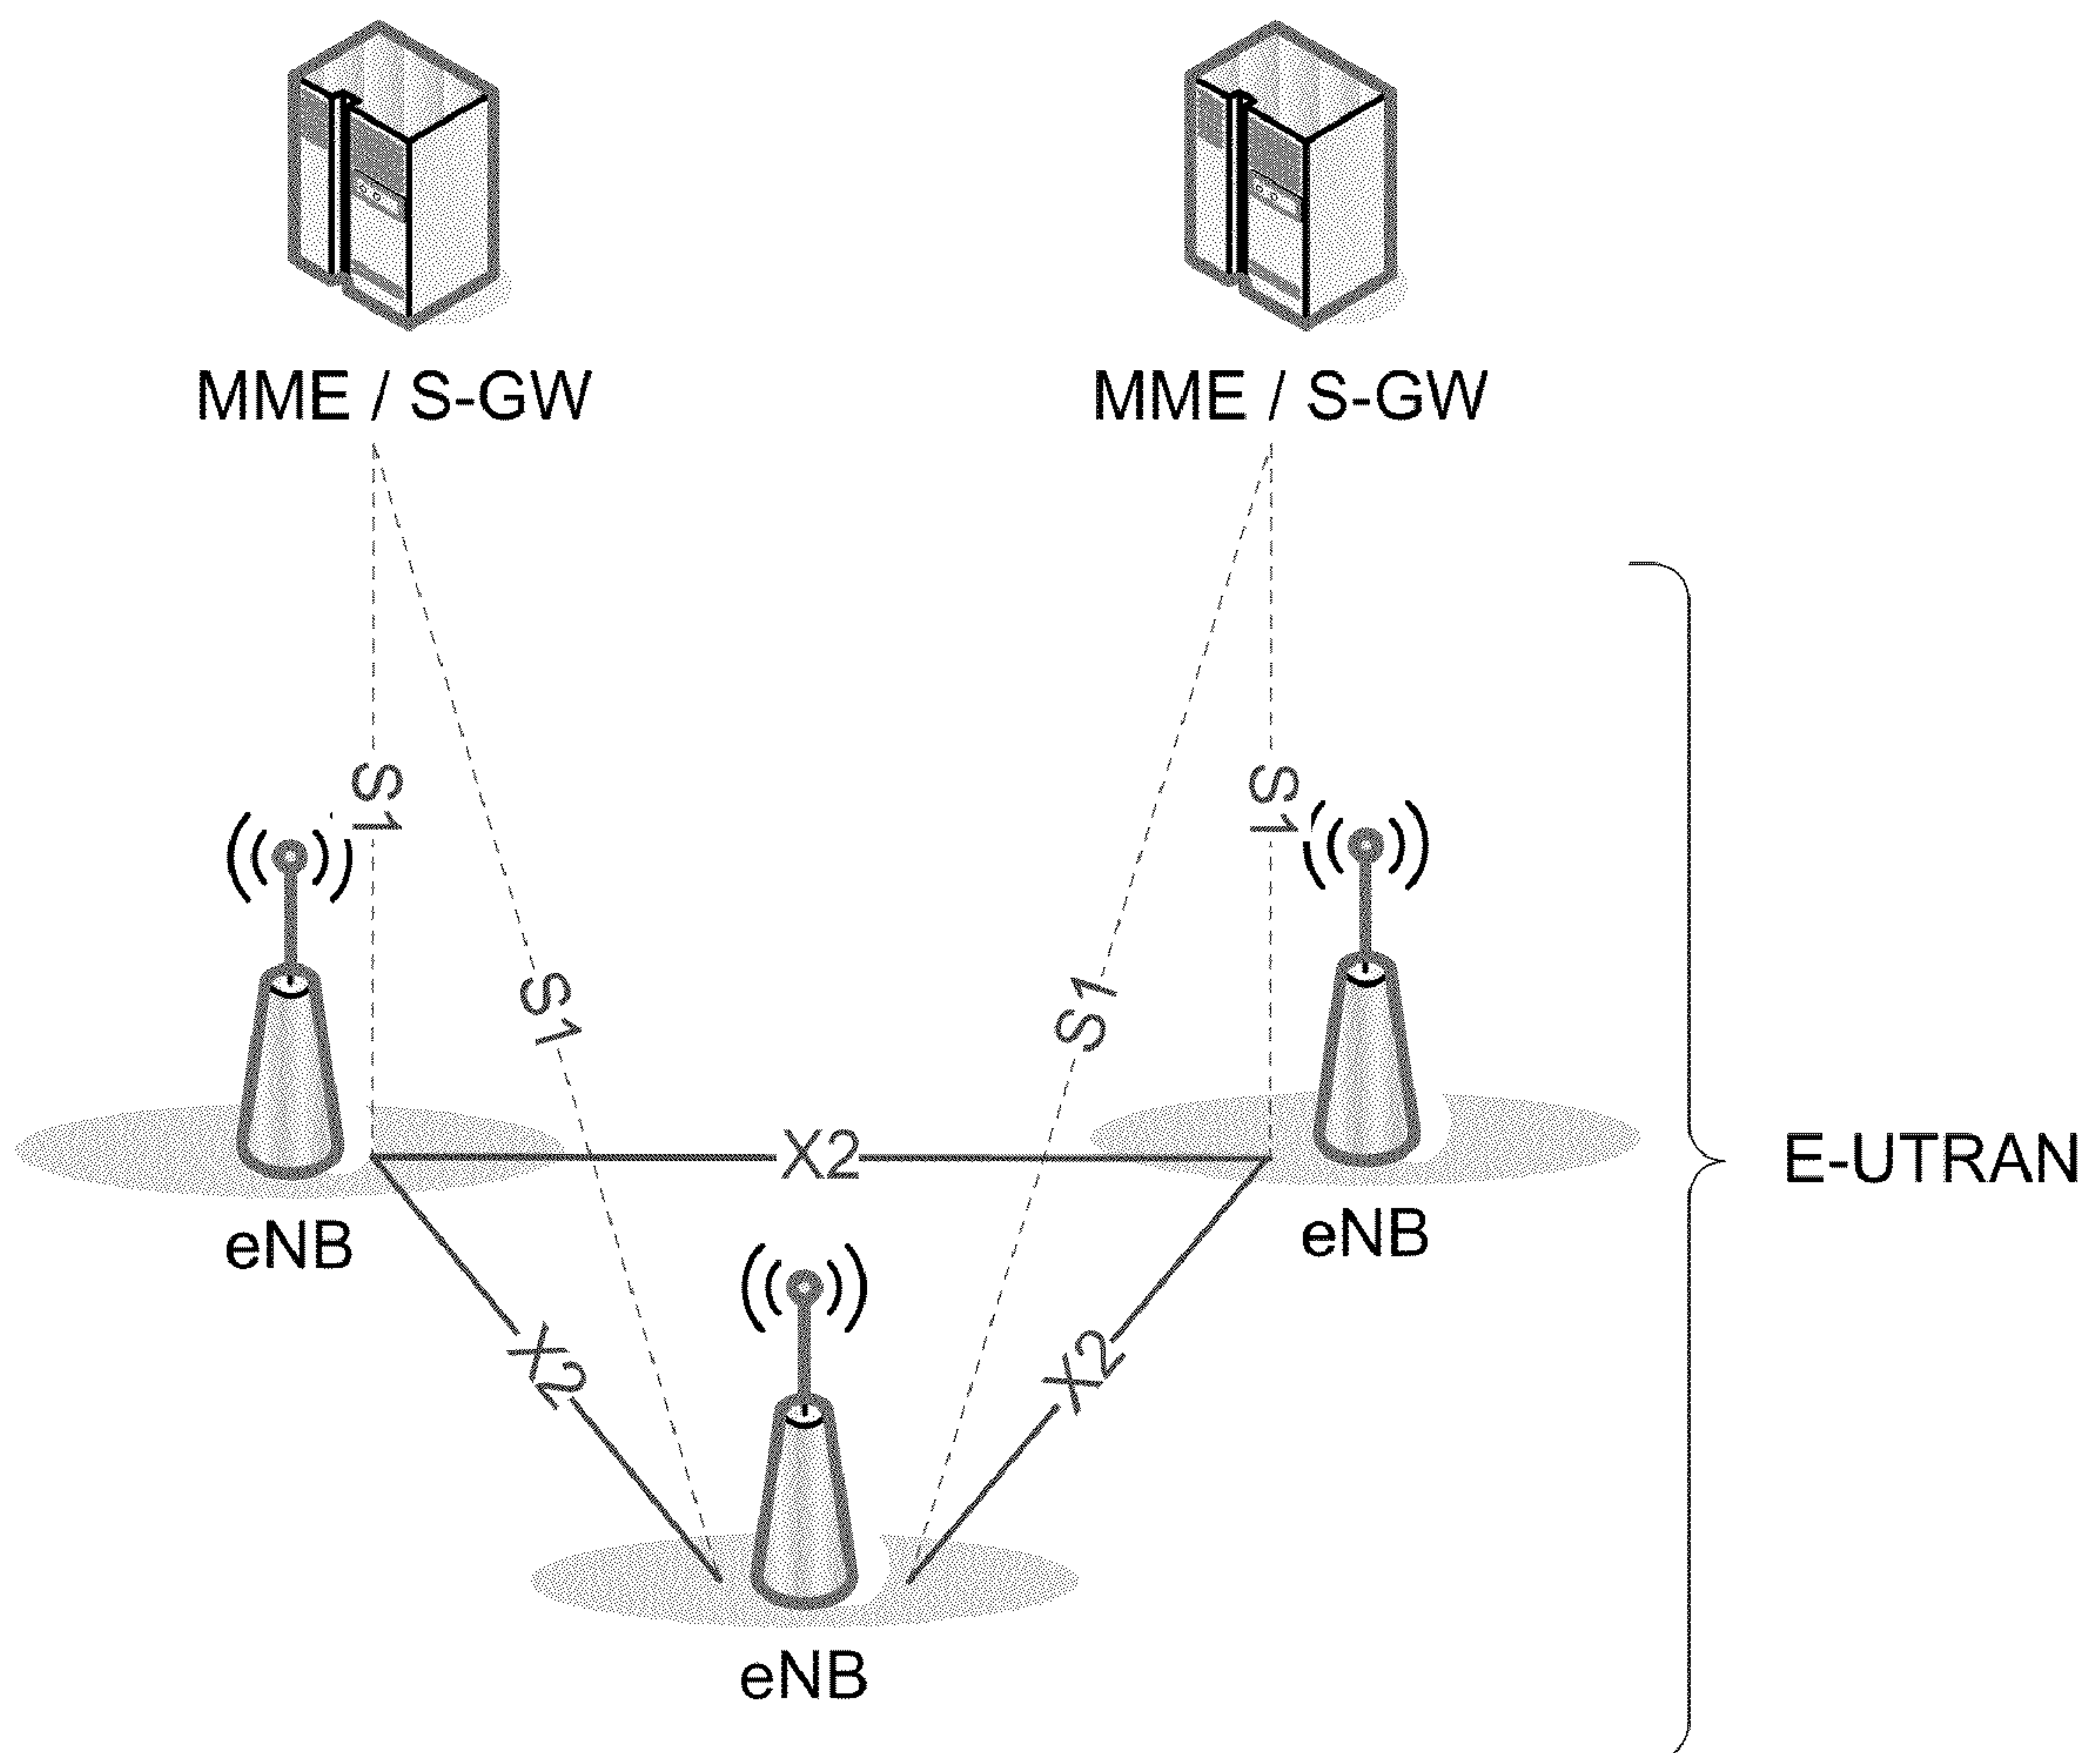 MME / S-GW
MME / S-GW
S1
S1
S1
S1
X2
E-UTRAN
eNB
eNB
X2
X2
eNB